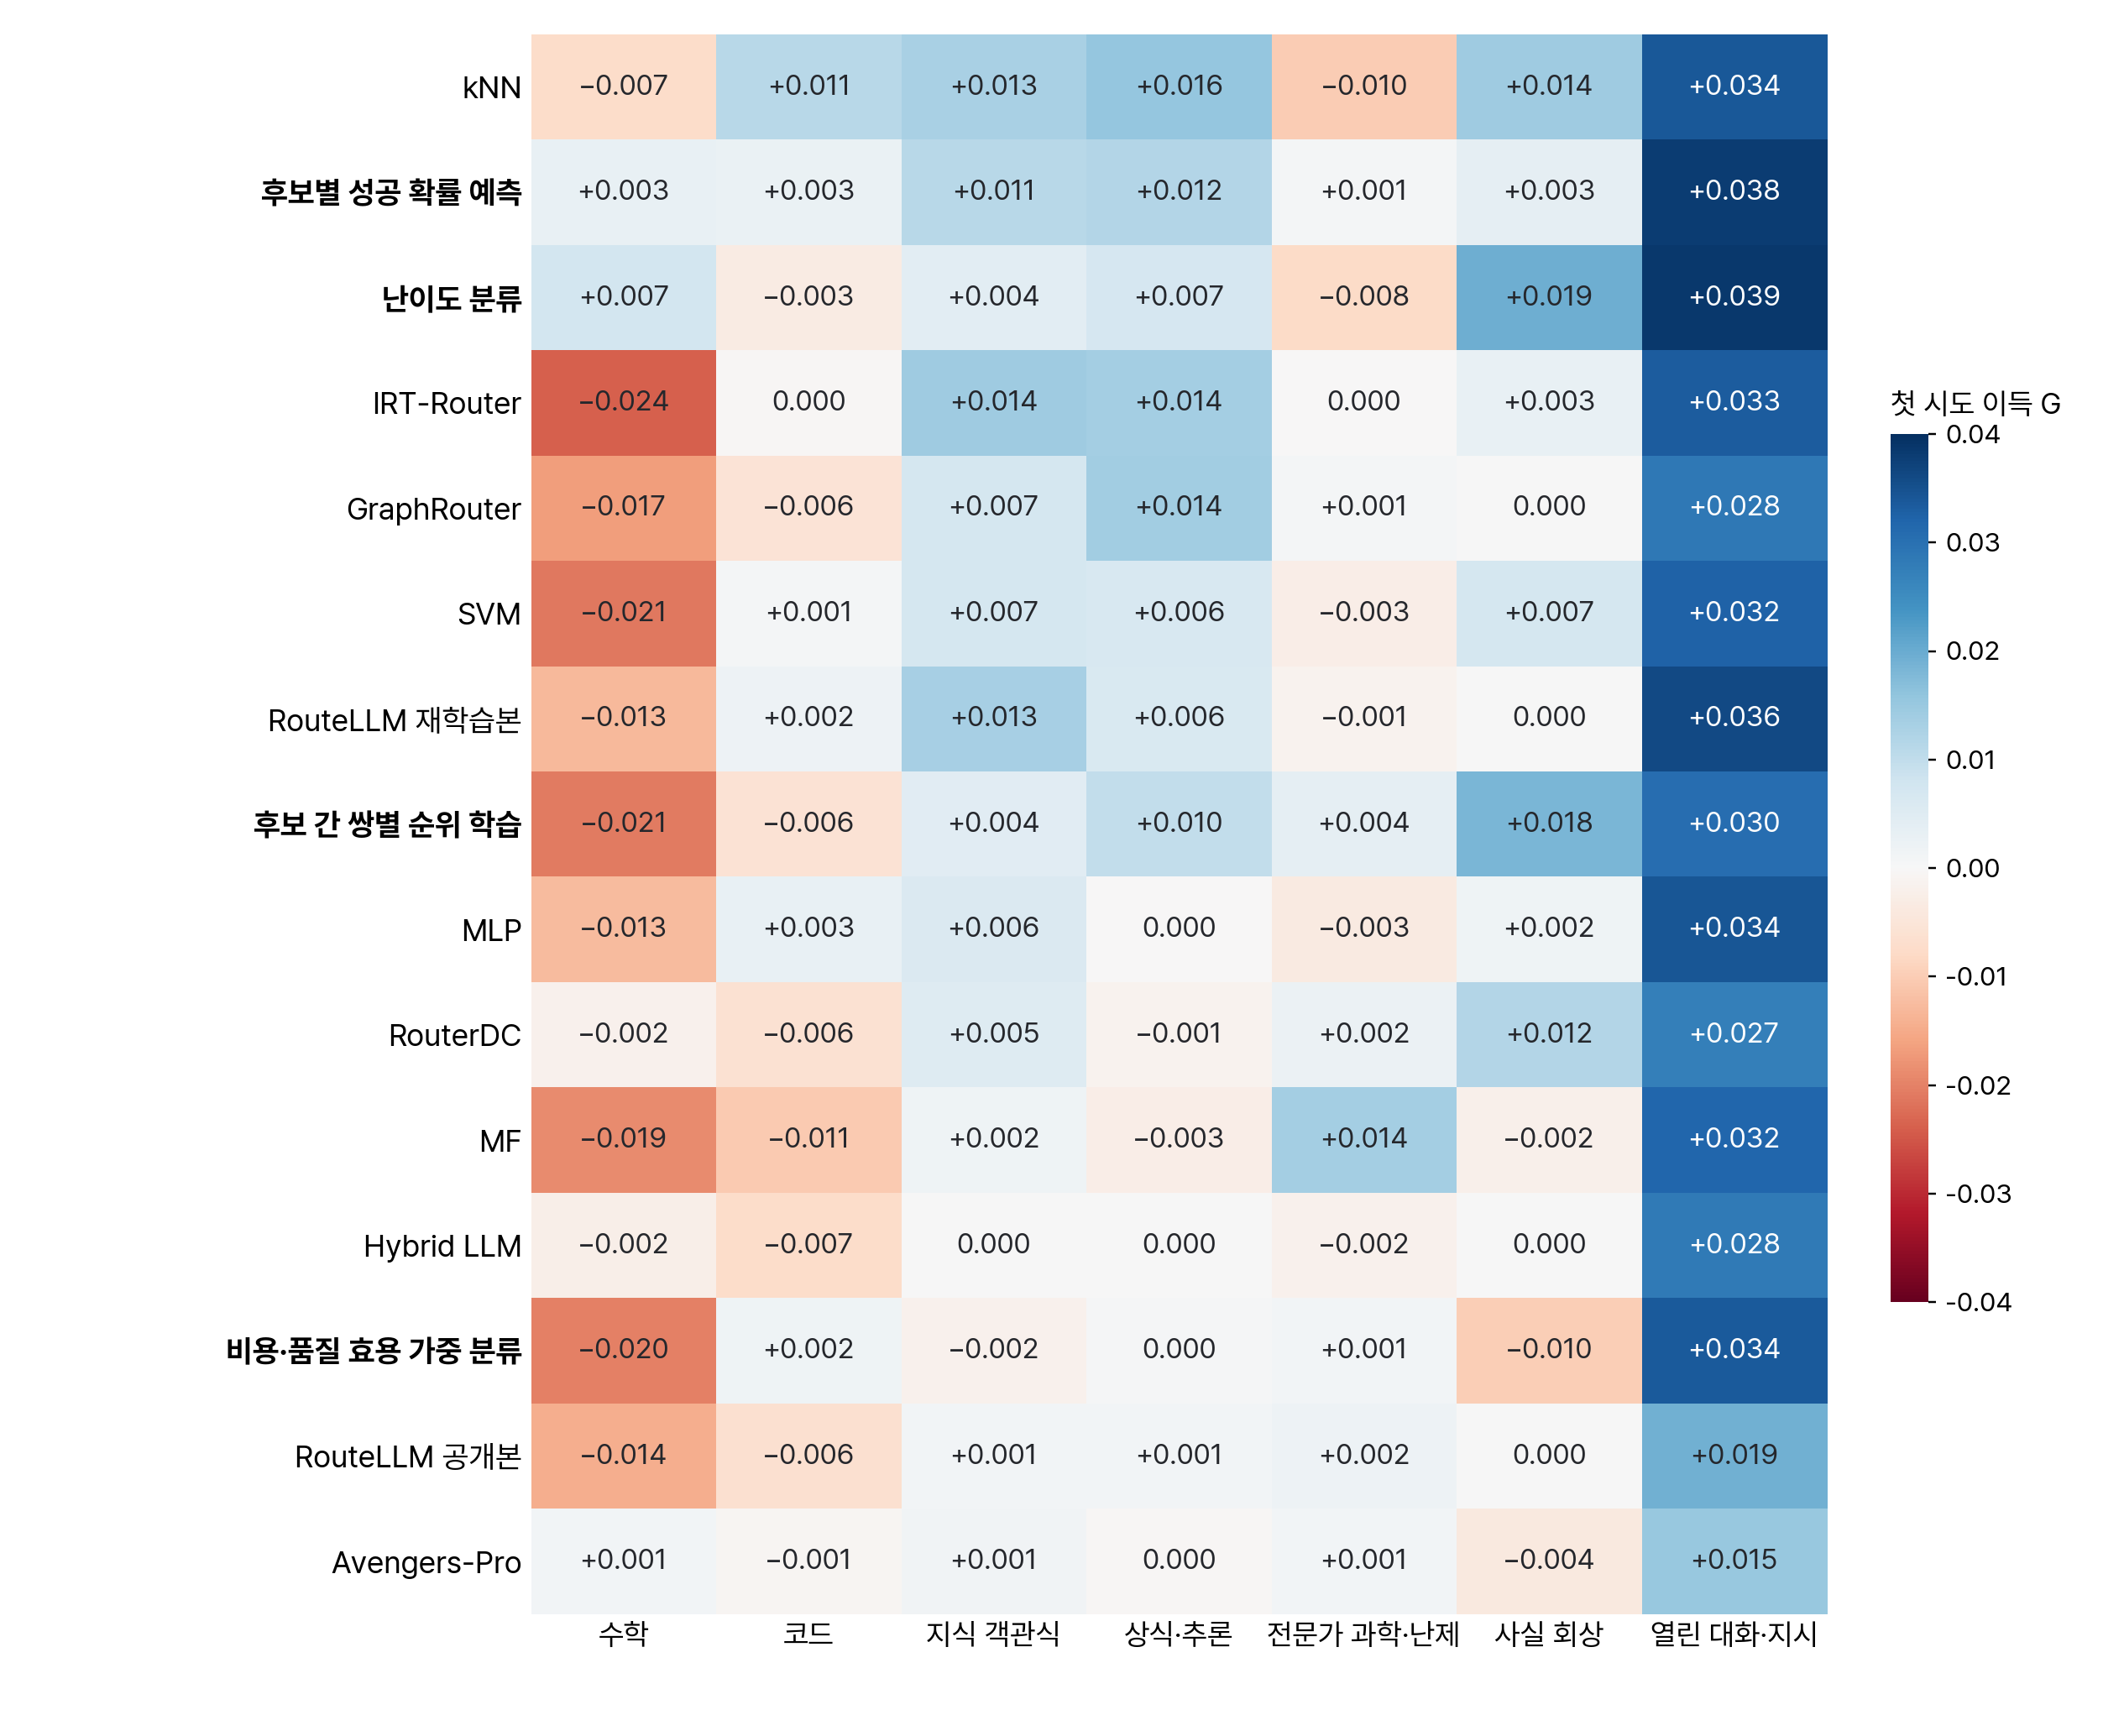 kNN −0.007 +0.011 +0.013 +0.016 −0.010 +0.014 +0.034
후보별 성공 확률 예측 +0.003 +0.003 +0.011 +0.012 +0.001 +0.003 +0.038
난이도 분류 +0.007 −0.003 +0.004 +0.007 −0.008 +0.019 +0.039
IRT-Router −0.024 0.000 +0.014 +0.014 0.000 +0.003 +0.033
GraphRouter −0.017 −0.006 +0.007 +0.014 +0.001 0.000 +0.028
SVM −0.021 +0.001 +0.007 +0.006 −0.003 +0.007 +0.032
RouteLLM 재학습본 −0.013 +0.002 +0.013 +0.006 −0.001 0.000 +0.036
후보 간 쌍별 순위 학습 −0.021 −0.006 +0.004 +0.010 +0.004 +0.018 +0.030
MLP −0.013 +0.003 +0.006 0.000 −0.003 +0.002 +0.034
RouterDC −0.002 −0.006 +0.005 −0.001 +0.002 +0.012 +0.027
MF −0.019 −0.011 +0.002 −0.003 +0.014 −0.002 +0.032
Hybrid LLM −0.002 −0.007 0.000 0.000 −0.002 0.000 +0.028
비용·품질 효용 가중 분류 −0.020 +0.002 −0.002 0.000 +0.001 −0.010 +0.034
RouteLLM 공개본 −0.014 −0.006 +0.001 +0.001 +0.002 0.000 +0.019
Avengers-Pro +0.001 −0.001 +0.001 0.000 +0.001 −0.004 +0.015
수학 코드 지식 객관식 상식·추론 전문가 과학·난제 사실 회상 열린 대화·지시
첫 시도 이득 G
0.04
0.03
0.02
0.01
0.00
-0.01
-0.02
-0.03
-0.04